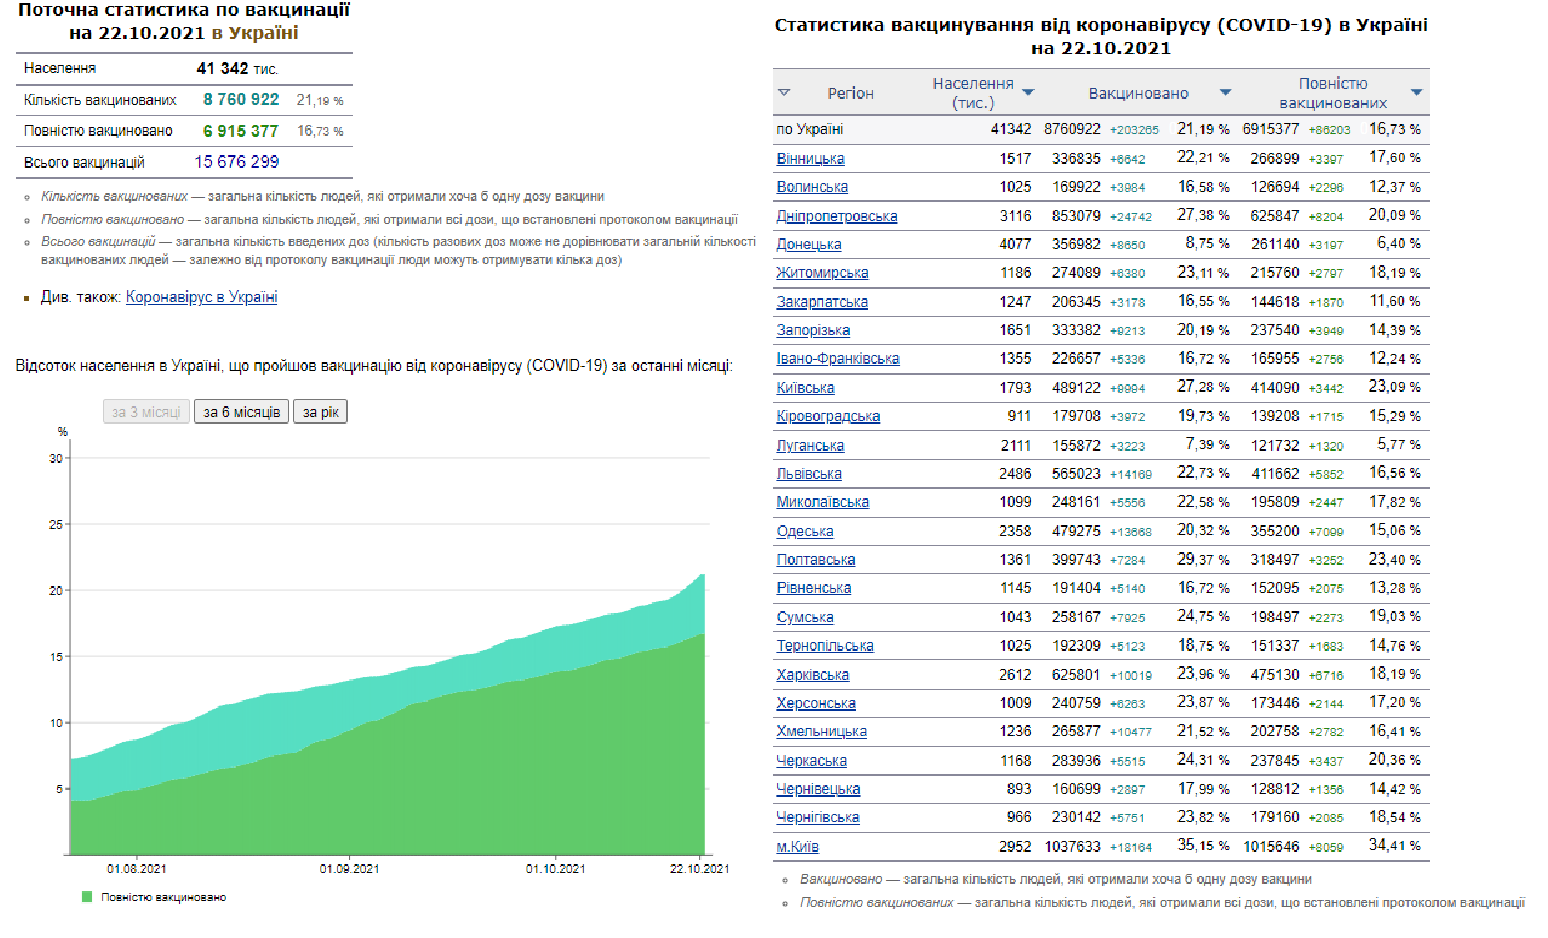 Поточна статистика по вакцинації
на 22.10.2021 в Україні
Населення 41 342 тис.
Кількість вакцинованих 8 760 922 21,19 %
Повністю вакциновано 6 915 377 16,73 %
Всього вакцинацій 15 676 299
Кількість вакцинованих — загальна кількість людей, які отримали хоча б одну дозу вакцини
Повністю вакциновано — загальна кількість людей, які отримали всі дози, що встановлені протоколом вакцинації
Всього вакцинацій — загальна кількість введених доз (кількість разових доз може не дорівнювати загальній кількості
вакцинованих людей — залежно від протоколу вакцинації люди можуть отримувати кілька доз)
Див. також: Коронавірус в Україні
Відсоток населення в Україні, що пройшов вакцинацію від коронавірусу (COVID-19) за останні місяці:
за 3 місяці за 6 місяців за рік
%
30
25
20
15
10
5
01.08.2021 01.09.2021 01.10.2021 22.10.2021
Повністю вакциновано
Статистика вакцинування від коронавірусу (COVID-19) в Україні
на 22.10.2021
Регіон Населення (тис.) Вакциновано Повністю вакцинованих
по Україні 41342 8760922 +203265 21,19 % 6915377 +86203 16,73 %
Вінницька 1517 336835 +6642 22,21 % 266899 +3397 17,60 %
Волинська 1025 169922 +3984 16,58 % 126694 +2296 12,37 %
Дніпропетровська 3116 853079 +24742 27,38 % 625847 +8204 20,09 %
Донецька 4077 356982 +8650 8,75 % 261140 +3197 6,40 %
Житомирська 1186 274089 +6380 23,11 % 215760 +2797 18,19 %
Закарпатська 1247 206345 +3178 16,55 % 144618 +1870 11,60 %
Запорізька 1651 333382 +9213 20,19 % 237540 +3949 14,39 %
Івано-Франківська 1355 226657 +5336 16,72 % 165955 +2756 12,24 %
Київська 1793 489122 +9994 27,28 % 414090 +3442 23,09 %
Кіровоградська 911 179708 +3972 19,73 % 139208 +1715 15,29 %
Луганська 2111 155872 +3223 7,39 % 121732 +1320 5,77 %
Львівська 2486 565023 +14169 22,73 % 411662 +5852 16,56 %
Миколаївська 1099 248161 +5556 22,58 % 195809 +2447 17,82 %
Одеська 2358 479275 +13668 20,32 % 355200 +7099 15,06 %
Полтавська 1361 399743 +7284 29,37 % 318497 +3252 23,40 %
Рівненська 1145 191404 +5140 16,72 % 152095 +2075 13,28 %
Сумська 1043 258167 +7925 24,75 % 198497 +2273 19,03 %
Тернопільська 1025 192309 +5123 18,75 % 151337 +1683 14,76 %
Харківська 2612 625801 +10019 23,96 % 475130 +6716 18,19 %
Херсонська 1009 240759 +6263 23,87 % 173446 +2144 17,20 %
Хмельницька 1236 265877 +10477 21,52 % 202758 +2782 16,41 %
Черкаська 1168 283936 +5515 24,31 % 237845 +3437 20,36 %
Чернівецька 893 160699 +2897 17,99 % 128812 +1356 14,42 %
Чернігівська 966 230142 +5751 23,82 % 179160 +2085 18,54 %
м.Київ 2952 1037633 +18164 35,15 % 1015646 +8059 34,41 %
Вакциновано — загальна кількість людей, які отримали хоча б одну дозу вакцини
Повністю вакцинованих — загальна кількість людей, які отримали всі дози, що встановлені протоколом вакцинації